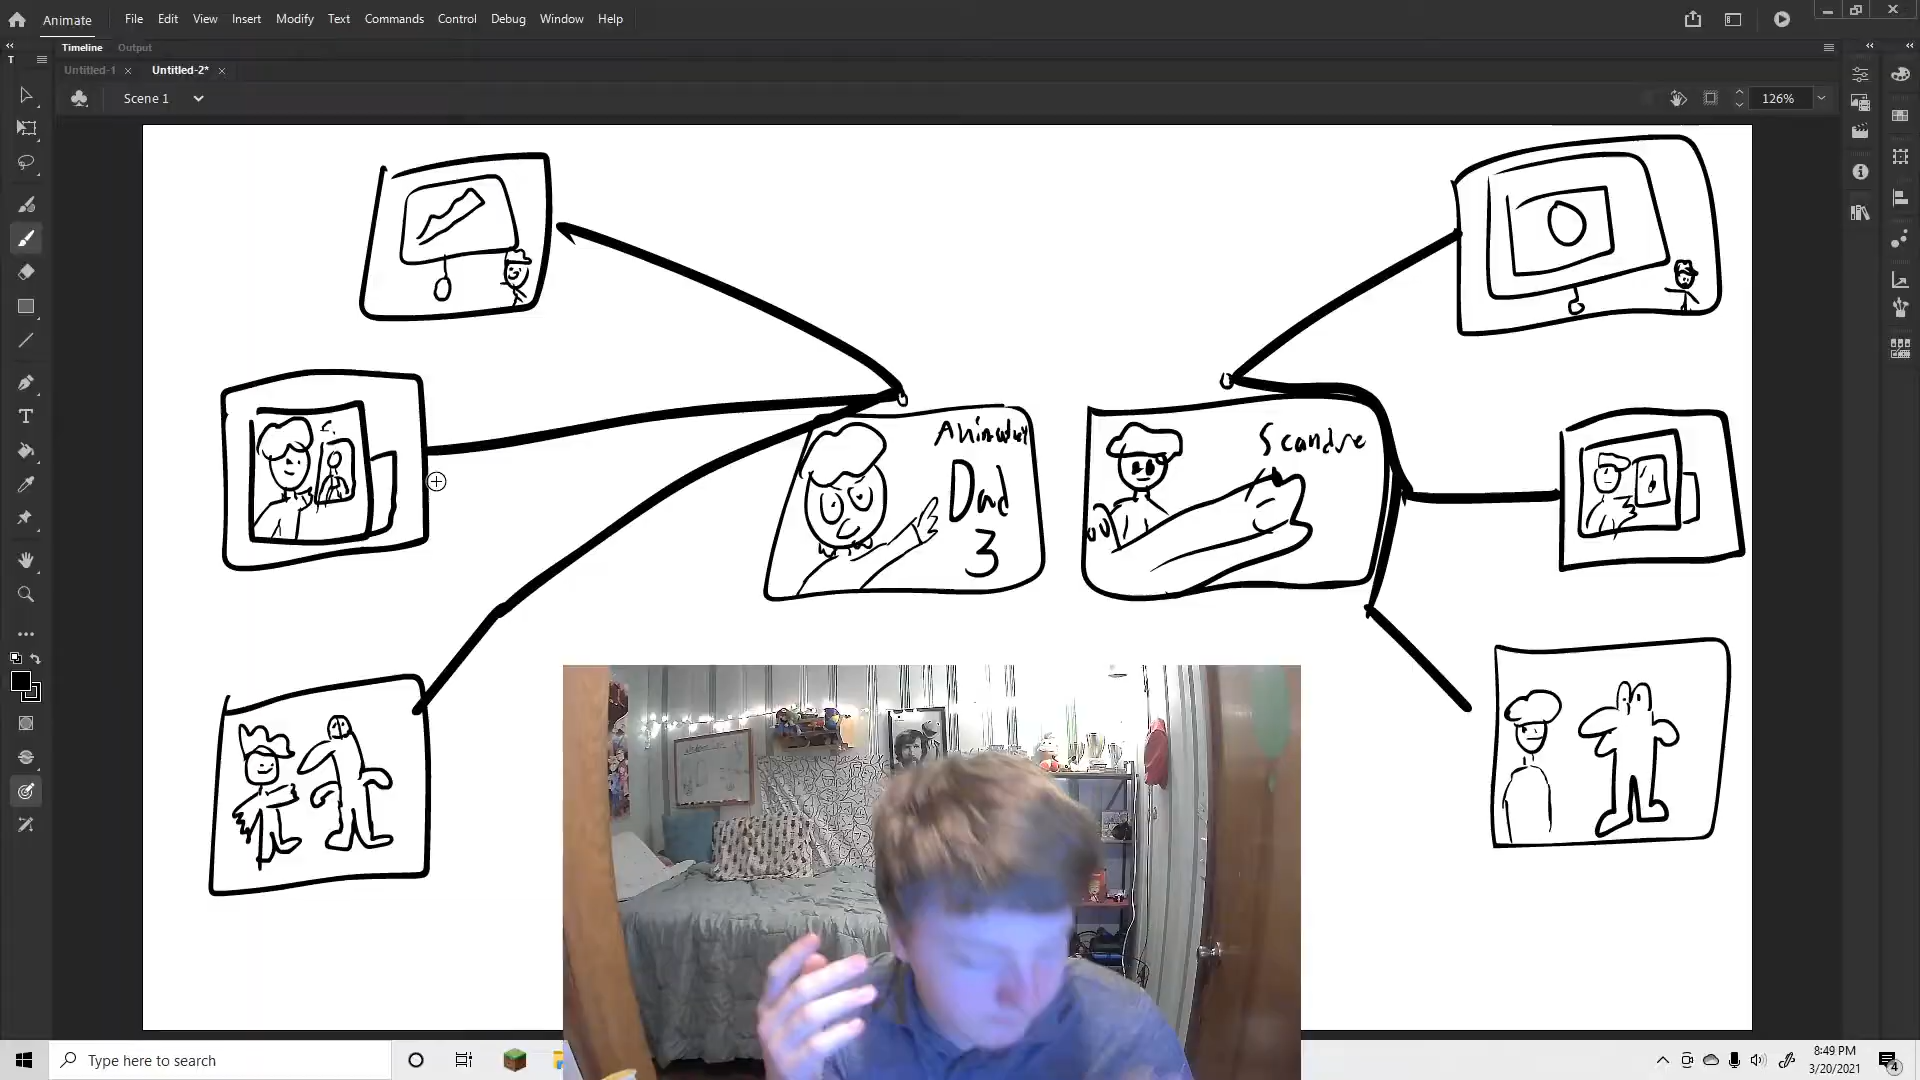 Animate File Edit View Insert Modify Text Commands Control Debug Window Help
Timeline Output
Untitled-1 × Untitled-2* ×
Scene 1
126%
Dad
3
Type here to search
8:49 PM
3/20/2021
4